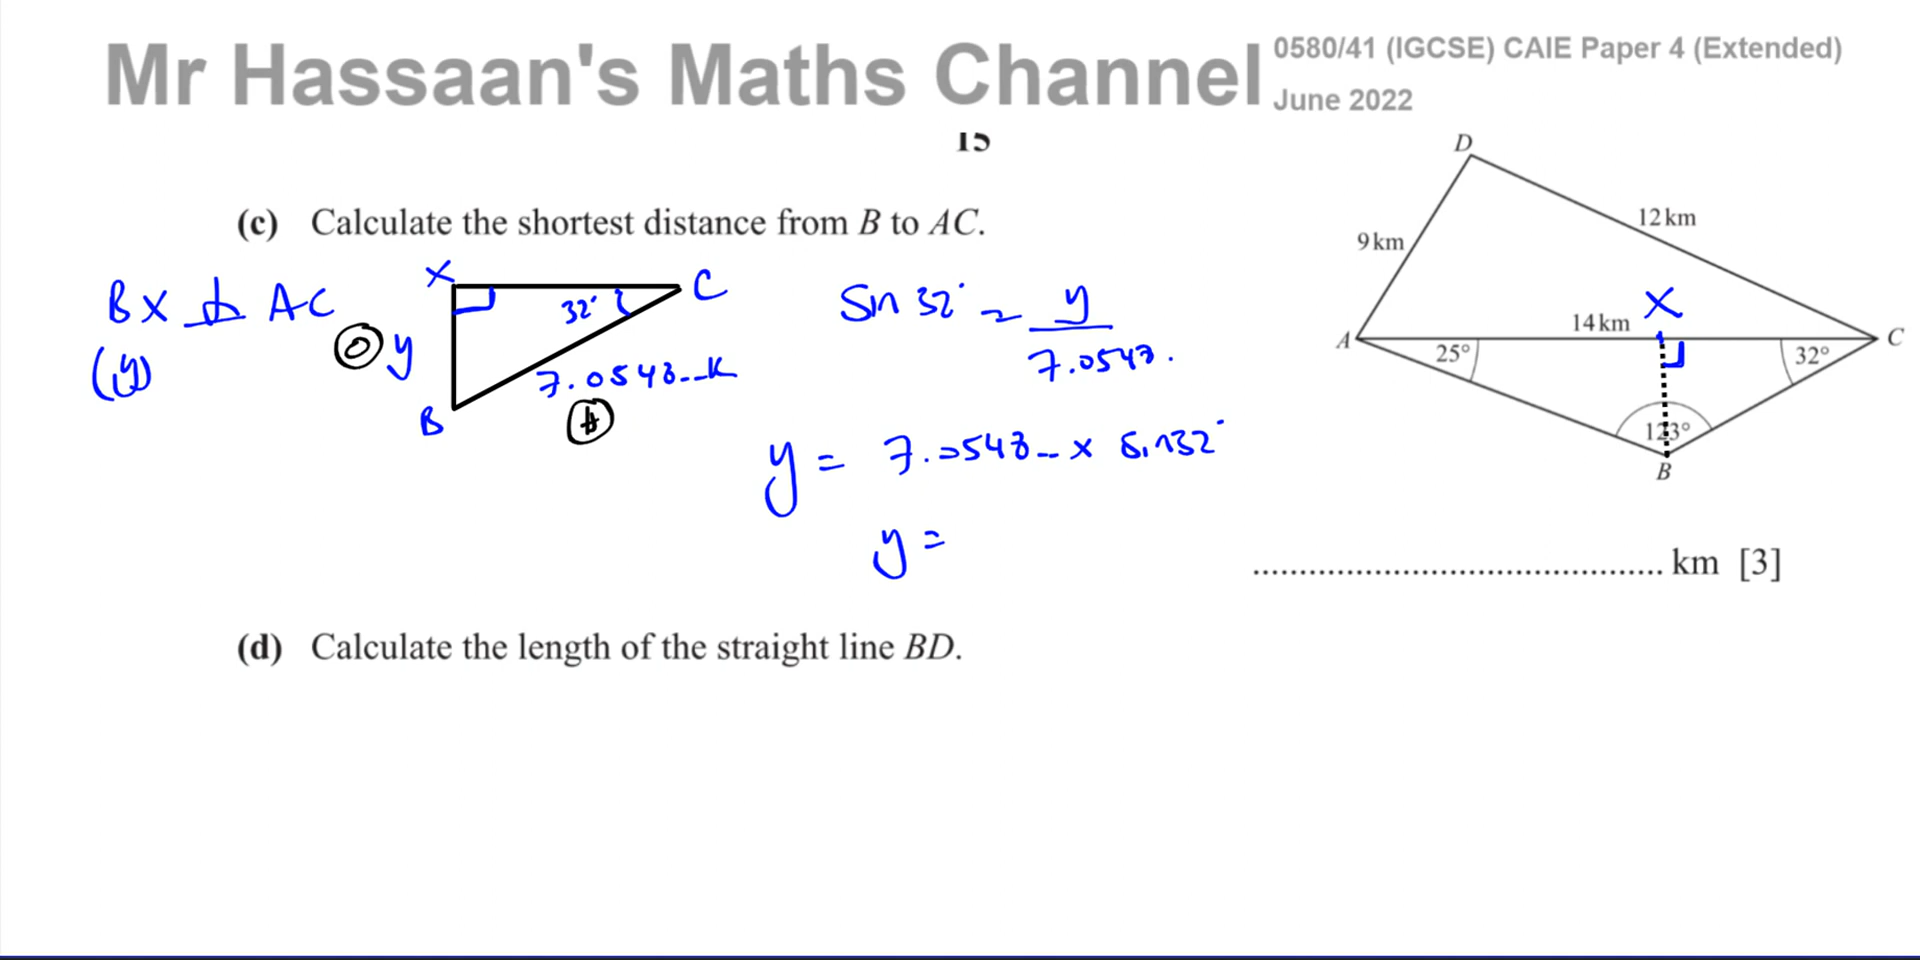 Mr Hassaan's Maths Channel
0580/41 (IGCSE) CAIE Paper 4 (Extended)
June 2022
15
(c) Calculate the shortest distance from B to AC.
BX ⊥ AC
(y)
X
C
32°
O y
7.0548..
B
H
Sin 32° = y / 7.0548.
y = 7.0548.. x Sin32°
y =
D
9 km
12 km
X
14 km
A
C
25°
32°
123°
B
........................................... km [3]
(d) Calculate the length of the straight line BD.